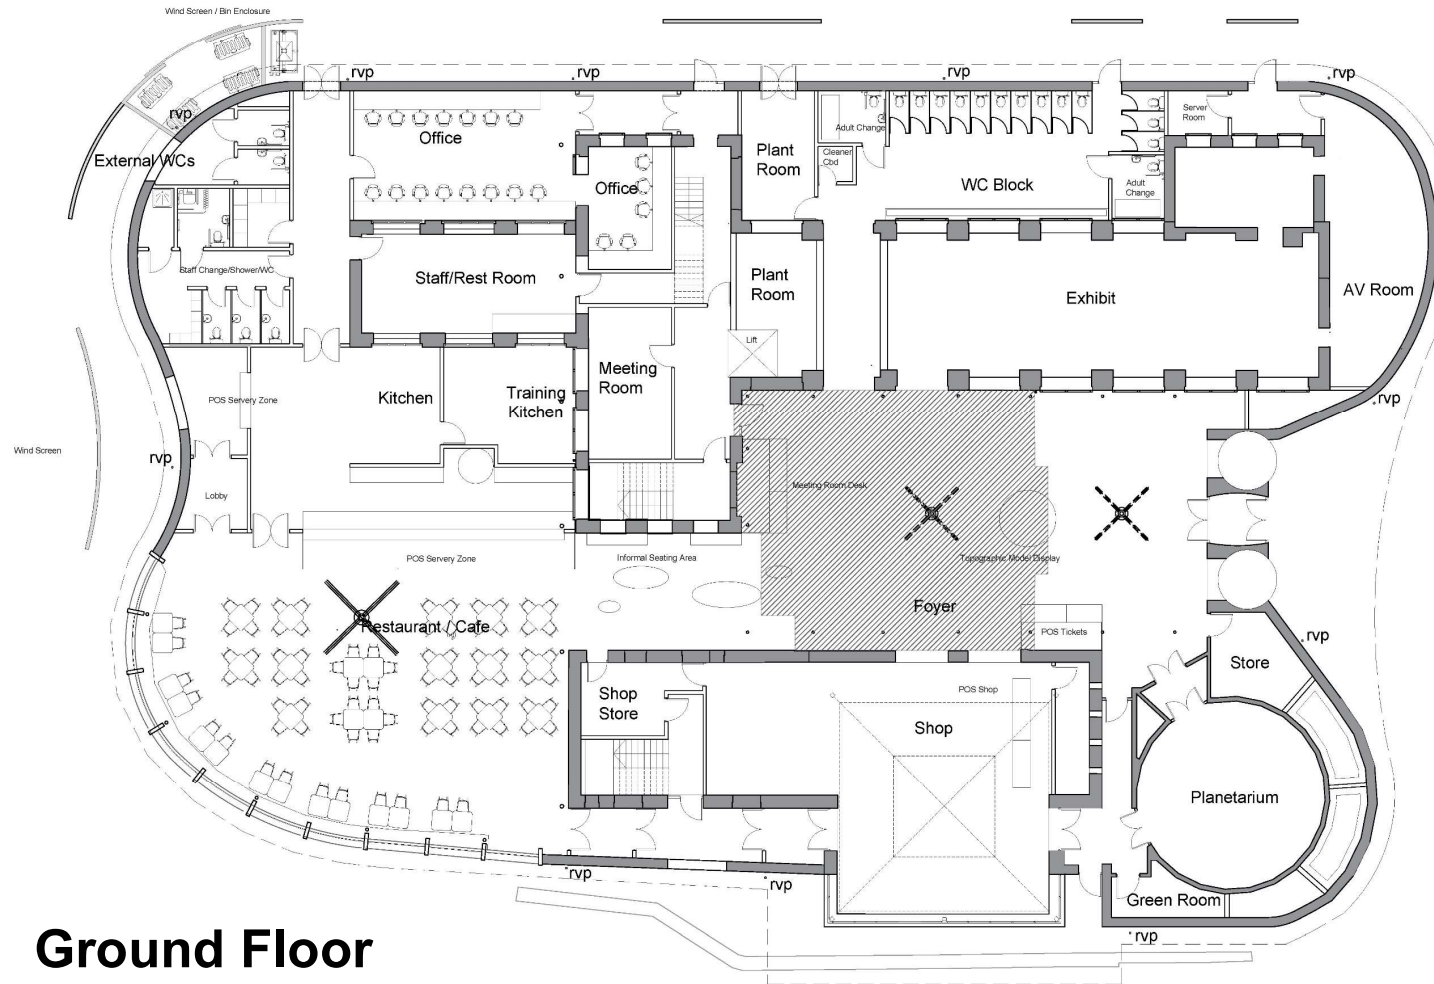 Wind Screen / Bin Enclosure
rvp
rvp
rvp
rvp
rvp
External WCs
Office
Office
Adult Change
Cleaner
Cbd
Plant
Room
WC Block
Adult
Change
Server
Room
Staff Change/Shower/WC
Staff/Rest Room
Plant
Room
Exhibit
AV Room
Lift
Meeting
Room
POS Servery Zone
Kitchen
Training
Kitchen
rvp
Wind Screen
rvp
Lobby
Meeting Room Desk
POS Servery Zone
Informal Seating Area
Topographic Model Display
Foyer
Restaurant / Cafe
POS Tickets
rvp
Store
Shop
Store
POS Shop
Shop
Planetarium
rvp
rvp
Green Room
rvp
Ground Floor